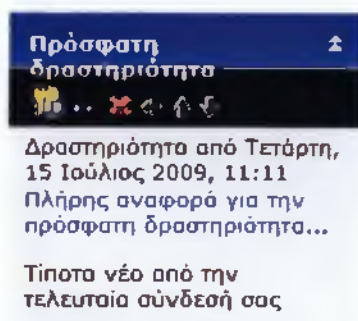 Πρόσφατη
δραστηριότητα
Δραστηριότητα από Τετάρτη,
15 Ιούλιος 2009, 11:11
Πλήρης αναφορά για την
πρόσφατη δραστηριότητα...
Τίποτα νέο από την
τελευταία σύνδεσή σας